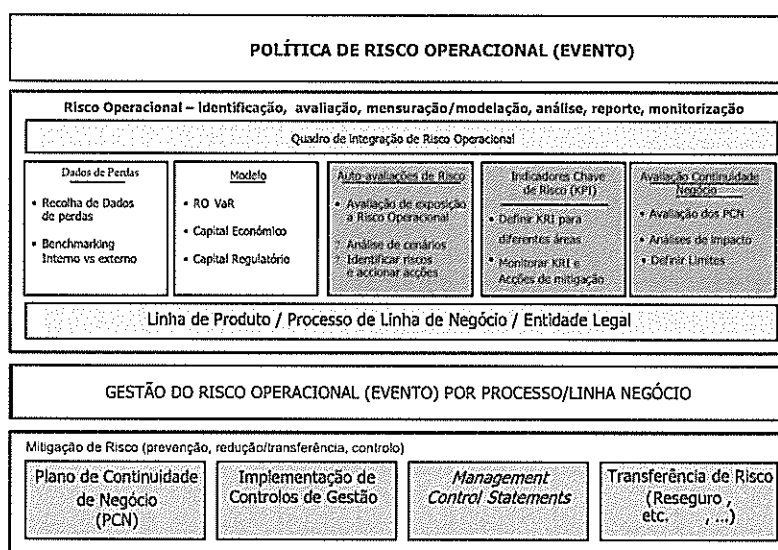 POLÍTICA DE RISCO OPERACIONAL (EVENTO)
Risco Operacional – Identificação, avaliação, mensuração/modelação, análise, reporte, monitorização
Quadro de Integração de Risco Operacional
Dados de Perdas
• Recolha de Dados
de perdas
• Benchmarking
Interno vs externo
Modelo
• RO VaR
• Capital Económico
• Capital Regulatório
Auto-avaliações de Risco
• Avaliação de exposição
a Risco Operacional
? Análise de cenários
? Identificar riscos
e accionar acções
Indicadores Chave
de Risco (KPI)
• Definir KRI para
diferentes áreas
• Monitorar KRI e
Acções de mitigação
Avaliação Continuidade
Negócio
• Avaliação dos PCN
• Análises de impacto
• Definir Limites
Linha de Produto / Processo de Linha de Negócio / Entidade Legal
GESTÃO DO RISCO OPERACIONAL (EVENTO) POR PROCESSO/LINHA NEGÓCIO
Mitigação de Risco (prevenção, redução/transferência, controlo)
Plano de Continuidade
de Negócio
(PCN)
Implementação de
Controlos de Gestão
Management
Control Statements
Transferência de Risco
(Reseguro ,
etc. , ...)